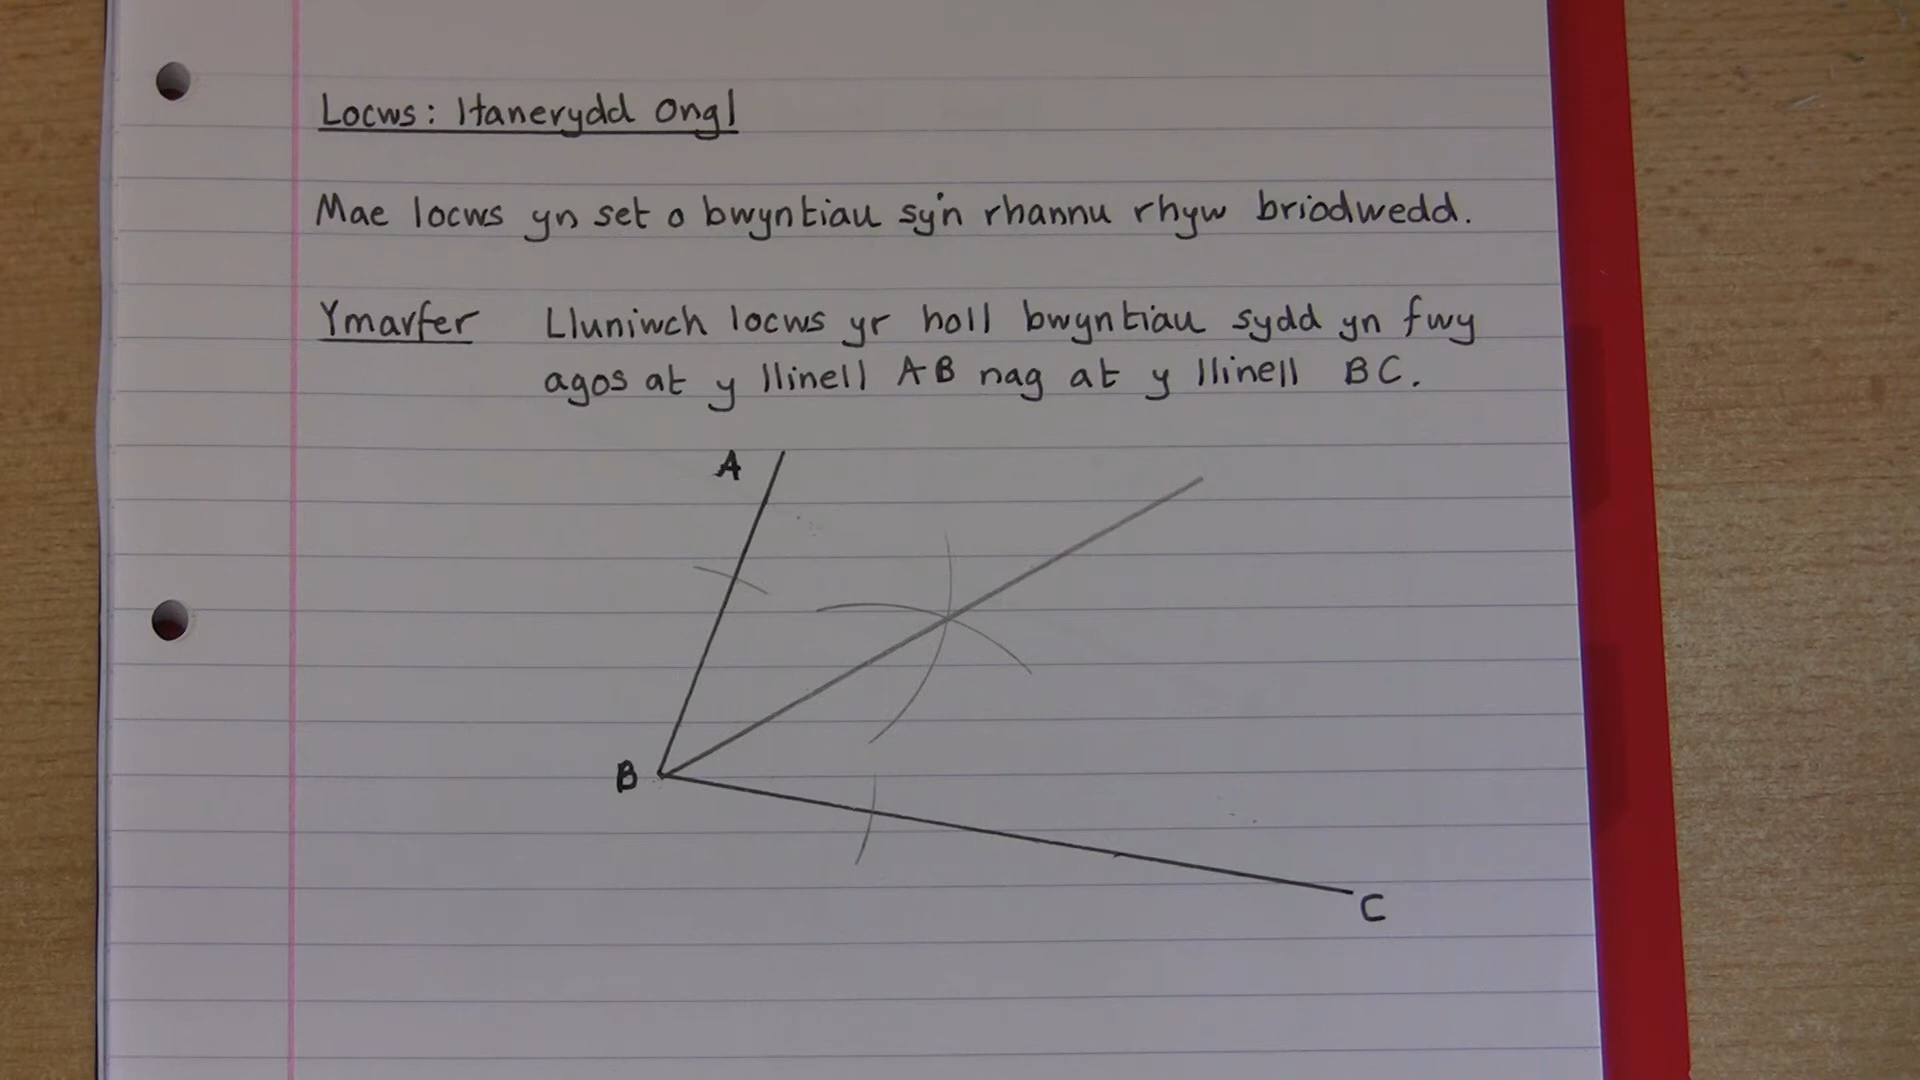 Locws: Hanerydd Ongl
Mae locws yn set o bwyntiau sy'n rhannu rhyw briodwedd.
Ymarfer Lluniwch locws yr holl bwyntiau sydd yn fwy
agos at y llinell AB nag at y llinell BC.
A
B
C